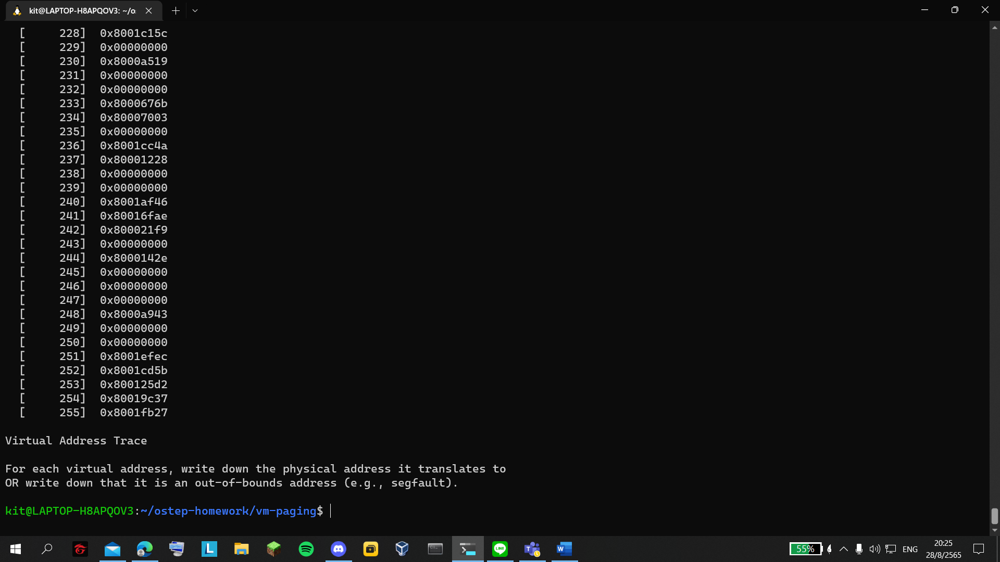 kit@LAPTOP-H8APQOV3: ~/o
[ 228] 0x8001c15c
[ 229] 0x00000000
[ 230] 0x8000a519
[ 231] 0x00000000
[ 232] 0x00000000
[ 233] 0x8000676b
[ 234] 0x80007003
[ 235] 0x00000000
[ 236] 0x8001cc4a
[ 237] 0x80001228
[ 238] 0x00000000
[ 239] 0x00000000
[ 240] 0x8001af46
[ 241] 0x80016fae
[ 242] 0x800021f9
[ 243] 0x00000000
[ 244] 0x8000142e
[ 245] 0x00000000
[ 246] 0x00000000
[ 247] 0x00000000
[ 248] 0x8000a943
[ 249] 0x00000000
[ 250] 0x00000000
[ 251] 0x8001efec
[ 252] 0x8001cd5b
[ 253] 0x800125d2
[ 254] 0x80019c37
[ 255] 0x8001fb27
Virtual Address Trace
For each virtual address, write down the physical address it translates to
OR write down that it is an out-of-bounds address (e.g., segfault).
kit@LAPTOP-H8APQOV3:~/ostep-homework/vm-paging$
55% ENG 20:25
28/8/2565